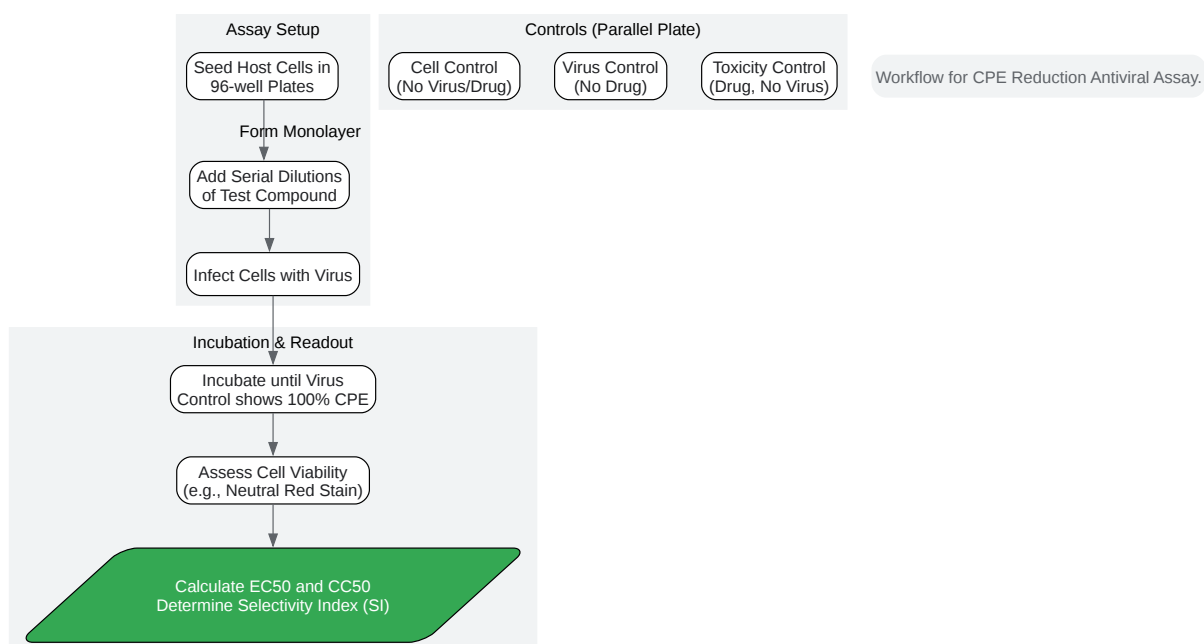 Assay Setup
Seed Host Cells in
96-well Plates
Form Monolayer
Add Serial Dilutions
of Test Compound
Infect Cells with Virus
Controls (Parallel Plate)
Cell Control
(No Virus/Drug)
Virus Control
(No Drug)
Toxicity Control
(Drug, No Virus)
Workflow for CPE Reduction Antiviral Assay.
Incubation & Readout
Incubate until Virus
Control shows 100% CPE
Assess Cell Viability
(e.g., Neutral Red Stain)
Calculate EC50 and CC50
Determine Selectivity Index (SI)